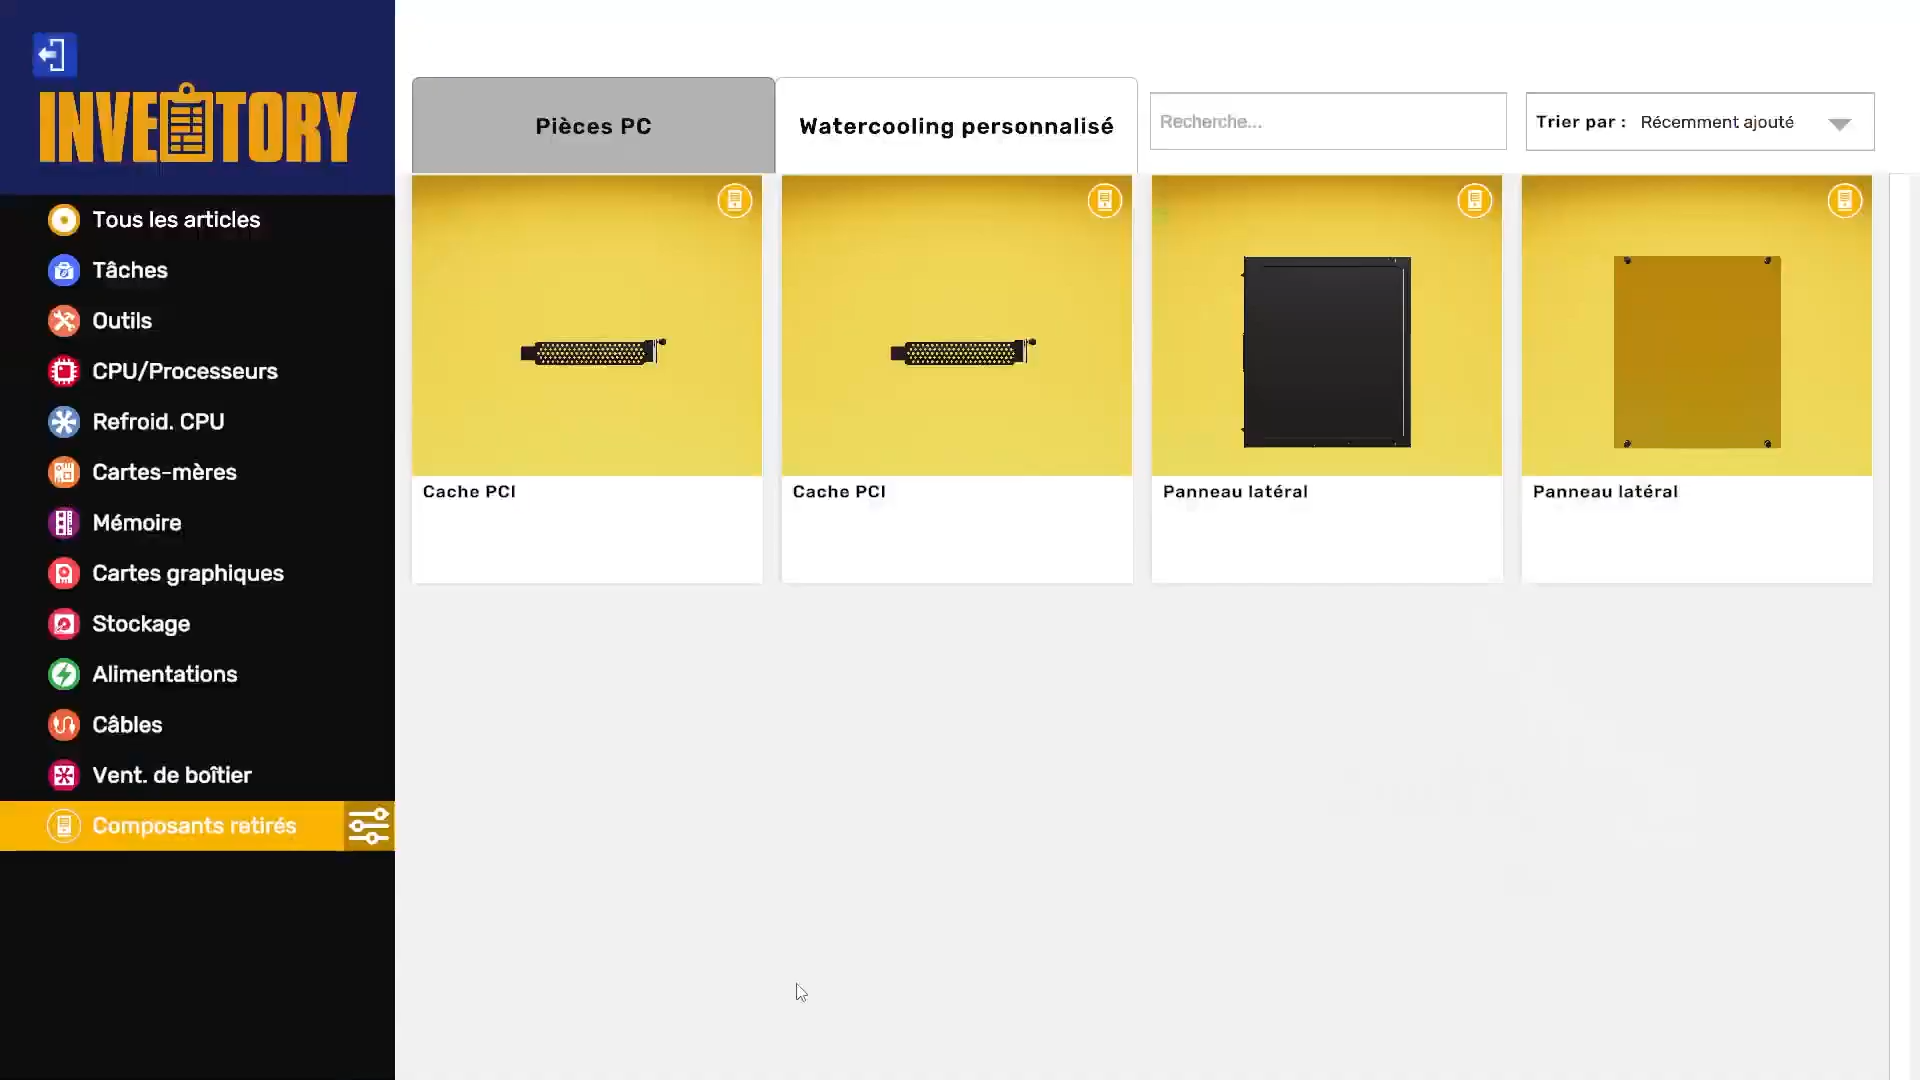 INVENTORY
Tous les articles
Tâches
Outils
CPU/Processeurs
Refroid. CPU
Cartes-mères
Mémoire
Cartes graphiques
Stockage
Alimentations
Câbles
Vent. de boîtier
Composants retirés
Pièces PC
Watercooling personnalisé
Recherche...
Trier par : Récemment ajouté
Cache PCI
Cache PCI
Panneau latéral
Panneau latéral